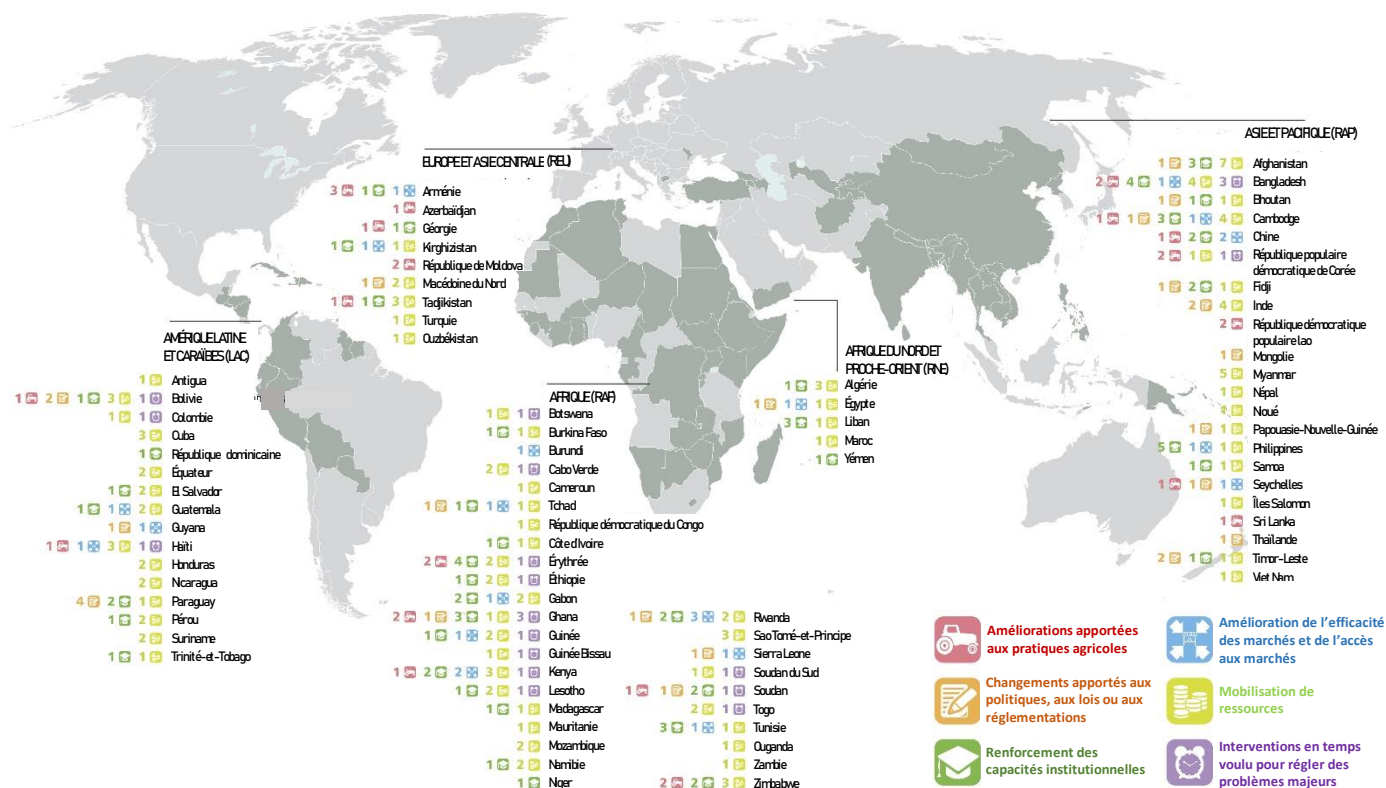 EUROPE ET ASIE CENTRALE (REU)
3 1 1 Arménie
1 Azerbaïdjan
1 1 Géorgie
1 1 1 Kirghizistan
2 République de Moldova
1 2 Macédoine du Nord
1 1 3 Tadjikistan
1 Turquie
1 Ouzbékistan
AMÉRIQUE LATINE
ET CARAÏBES (LAC)
1 Antigua
1 2 1 3 1 Bolivie
1 1 Colombie
3 Cuba
1 République dominicaine
2 Équateur
1 2 El Salvador
1 1 2 Guatemala
1 1 Guyana
1 1 3 1 Haïti
2 Honduras
2 Nicaragua
4 2 1 Paraguay
1 2 Pérou
2 Suriname
1 1 Trinité-et-Tobago
AFRIQUE (RAF)
1 1 Botswana
1 1 Burkina Faso
1 Burundi
2 1 Cabo Verde
1 Cameroun
1 1 1 1 Tchad
1 République démocratique du Congo
1 1 Côte d'Ivoire
2 4 2 1 Érythrée
1 2 1 Éthiopie
2 1 2 Gabon
2 1 3 1 3 Ghana
1 1 2 1 Guinée
1 1 Guinée Bissau
1 2 2 3 1 Kenya
1 2 1 Lesotho
1 1 Madagascar
1 Mauritanie
2 Mozambique
1 2 Namibie
1 Niger
1 2 3 2 Rwanda
3 Sao Tomé-et-Principe
1 1 Sierra Leone
1 1 Soudan du Sud
1 1 2 1 Soudan
2 1 Togo
3 1 1 Tunisie
1 Ouganda
1 Zambie
2 2 3 Zimbabwe
AFRIQUE DU NORD ET
PROCHE-ORIENT (RNE)
1 3 Algérie
1 1 1 Égypte
3 1 Liban
1 Maroc
1 Yémen
ASIE ET PACIFIQUE (RAP)
1 3 7 Afghanistan
2 4 1 4 3 Bangladesh
1 1 1 Bhoutan
1 1 3 1 4 Cambodge
1 2 2 Chine
2 1 1 République populaire
démocratique de Corée
1 2 1 Fidji
2 4 Inde
2 République démocratique
populaire lao
1 Mongolie
5 Myanmar
1 Népal
Noué
1 1 Papouasie-Nouvelle-Guinée
5 1 1 Philippines
1 1 Samoa
1 1 1 Seychelles
1 Îles Salomon
1 Sri Lanka
1 Thaïlande
2 1 1 Timor-Leste
1 Viet Nam
Améliorations apportées
aux pratiques agricoles
Changements apportés aux
politiques, aux lois ou aux
réglementations
Renforcement des
capacités institutionnelles
Amélioration de l'efficacité
des marchés et de l'accès
aux marchés
Mobilisation de
ressources
Interventions en temps
voulu pour régler des
problèmes majeurs